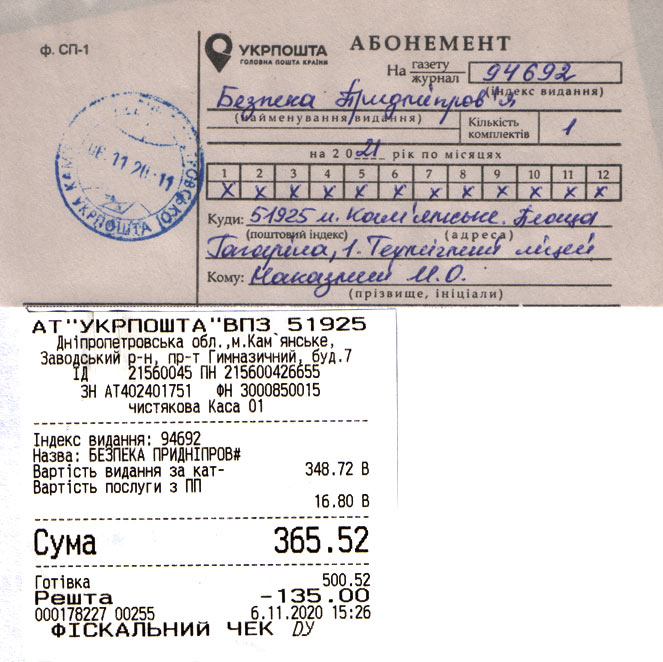 ф. СП-1
УКРПОШТА
ГОЛОВНА ПОШТА КРАЇНИ
АБОНЕМЕНТ
На газету
журнал
94692
(індекс видання)
Безпека Придніпров'я
(найменування видання)
Кількість комплектів
1
на 2021 рік по місяцях
1 2 3 4 5 6 7 8 9 10 11 12
х х х х х х х х х х х х
Куди: 51925 м. Кам'янське. Площа
(поштовий індекс) (адреса)
Гагаріна, 1. Технічний ліцей
Кому: Наказний М.О.
(прізвище, ініціали)
06.11.20-11
УКРПОШТА
АТ"УКРПОШТА"ВПЗ 51925
Дніпропетровська обл.,м.Кам`янське,
Заводський р-н, пр-т Гимназичний, буд.7
ІД 21560045 ПН 215600426655
ЗН АТ402401751 ФН 3000850015
чистякова Каса 01
Індекс видання: 94692
Назва: БЕЗПЕКА ПРИДНІПРОВ#
Вартість видання за кат- 348.72 В
Вартість послуги з ПП
16.80 В
Сума 365.52
Готівка 500.52
Решта -135.00
000178227 00255 6.11.2020 15:26
ФІСКАЛЬНИЙ ЧЕК